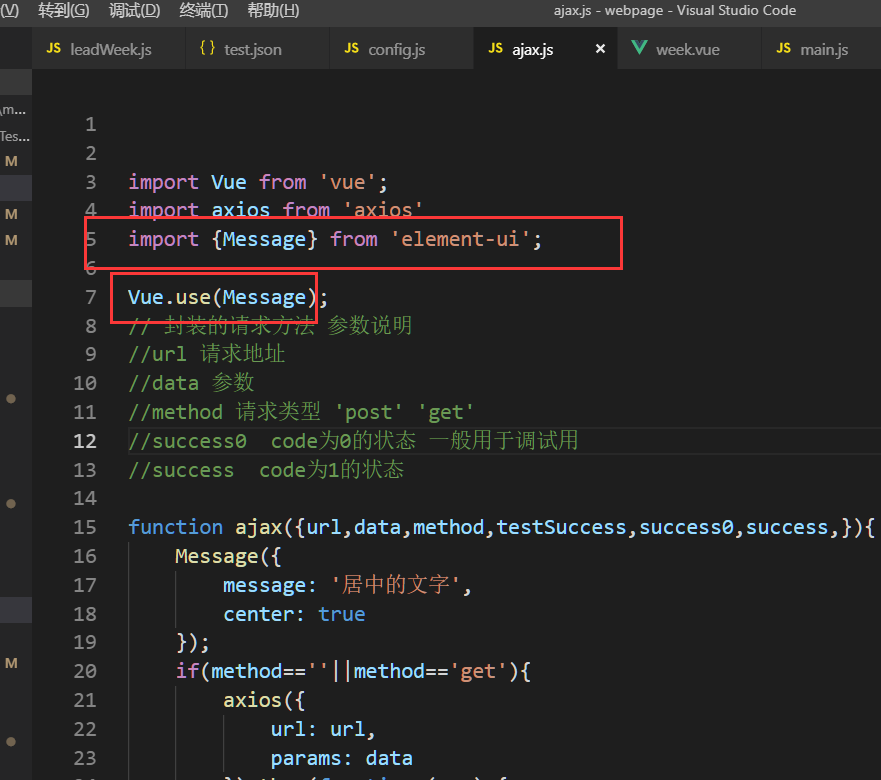 (V) 转到(G) 调试(D) 终端(T) 帮助(H) ajax.js - webpage - Visual Studio Code
JS leadWeek.js { } test.json JS config.js JS ajax.js × week.vue JS main.js
\m...
Tes...
M
M
M
M
1
2
3 import Vue from 'vue';
4 import axios from 'axios'
5 import {Message} from 'element-ui';
6
7 Vue.use(Message);
8 // 封装的请求方法 参数说明
9 //url 请求地址
10 //data 参数
11 //method 请求类型 'post' 'get'
12 //success0  code为0的状态 一般用于调试用
13 //success  code为1的状态
14
15 function ajax({url,data,method,testSuccess,success0,success,}){
16     Message({
17         message: '居中的文字',
18         center: true
19     });
20     if(method==''||method=='get'){
21         axios({
22             url: url,
23             params: data